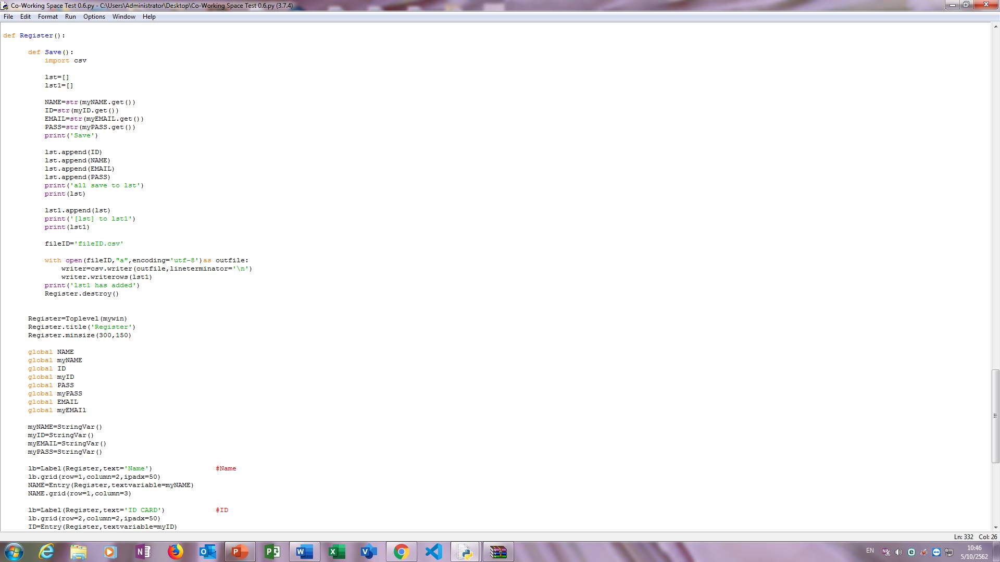 Co-Working Space Test 0.6.py - C:\Users\Administrator\Desktop\Co-Working Space Test 0.6.py (3.7.4)
File Edit Format Run Options Window Help
def Register():
def Save():
import csv
lst=[]
lst1=[]
NAME=str(myNAME.get())
ID=str(myID.get())
EMAIL=str(myEMAIL.get())
PASS=str(myPASS.get())
print('Save')
lst.append(ID)
lst.append(NAME)
lst.append(EMAIL)
lst.append(PASS)
print('all save to lst')
print(lst)
lst1.append(lst)
print('[lst] to lst1')
print(lst1)
fileID='fileID.csv'
with open(fileID,"a",encoding='utf-8')as outfile:
writer=csv.writer(outfile,lineterminator='\n')
writer.writerows(lst1)
print('lst1 has added')
Register.destroy()
Register=Toplevel(mywin)
Register.title('Register')
Register.minsize(300,150)
global NAME
global myNAME
global ID
global myID
global PASS
global myPASS
global EMAIL
global myEMAIl
myNAME=StringVar()
myID=StringVar()
myEMAIL=StringVar()
myPASS=StringVar()
lb=Label(Register,text='Name') #Name
lb.grid(row=1,column=2,ipadx=50)
NAME=Entry(Register,textvariable=myNAME)
NAME.grid(row=1,column=3)
lb=Label(Register,text='ID CARD') #ID
lb.grid(row=2,column=2,ipadx=50)
ID=Entry(Register,textvariable=myID)
Ln: 332 Col: 26
EN
10:46
5/10/2562